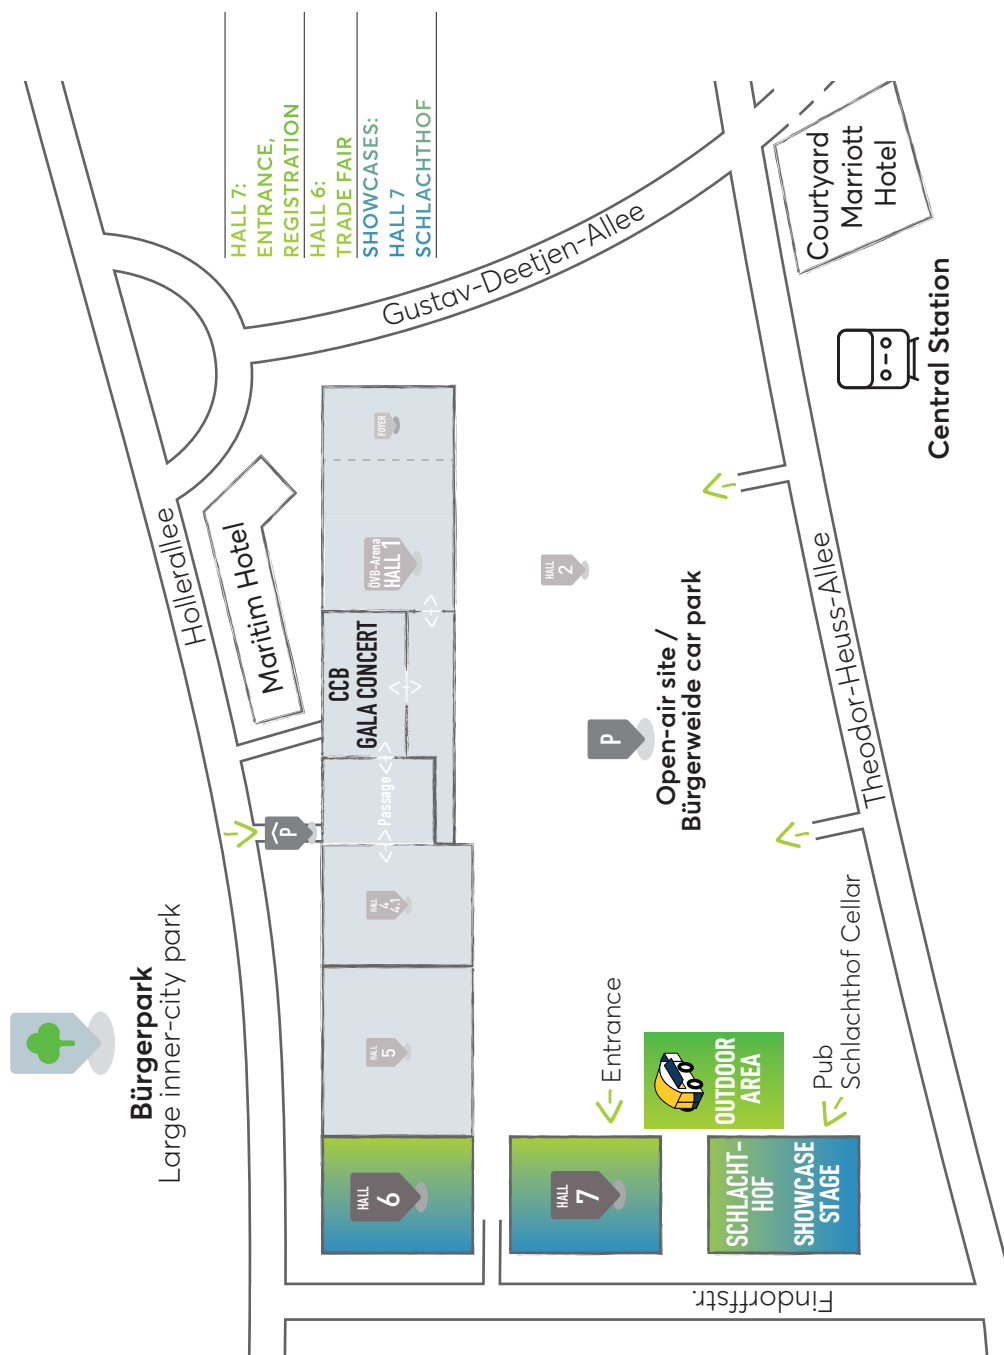 HALL 7:
ENTRANCE,
REGISTRATION
HALL 6:
TRADE FAIR
SHOWCASES:
HALL 7
SCHLACHTHOF
Bürgerpark
Large inner-city park
Hollerallee
Maritim Hotel
Gustav-Deetjen-Allee
P
HALL
6
HALL
5
HALL
4
4.1
Passage
CCB
GALA CONCERT
ÖVB-Arena
HALL 1
FOYER
HALL
2
P
Open-air site /
Bürgerweide car park
HALL
7
Entrance
OUTDOOR
AREA
SCHLACHT-
HOF
SHOWCASE
STAGE
Pub
Schlachthof Cellar
Findorffstr.
Theodor-Heuss-Allee
Central Station
Courtyard
Marriott
Hotel